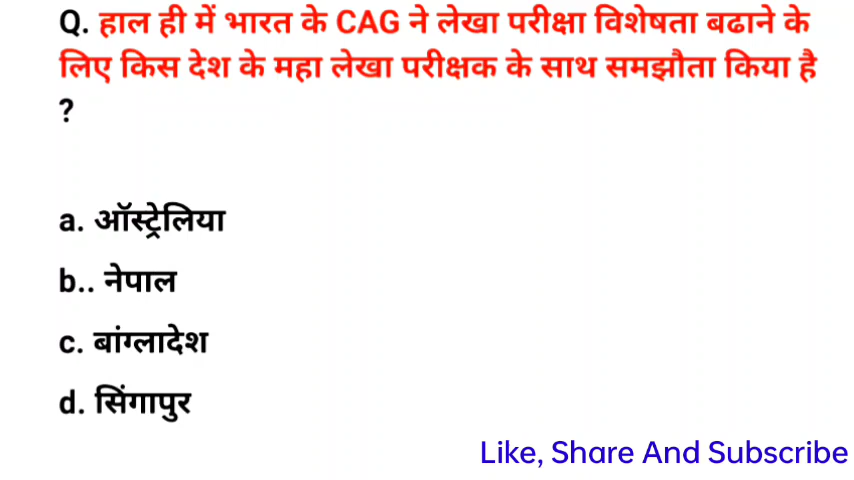 Q. हाल ही में भारत के CAG ने लेखा परीक्षा विशेषता बढाने के
लिए किस देश के महा लेखा परीक्षक के साथ समझौता किया है
?
a. ऑस्ट्रेलिया
b.. नेपाल
c. बांग्लादेश
d. सिंगापुर
Like, Share And Subscribe